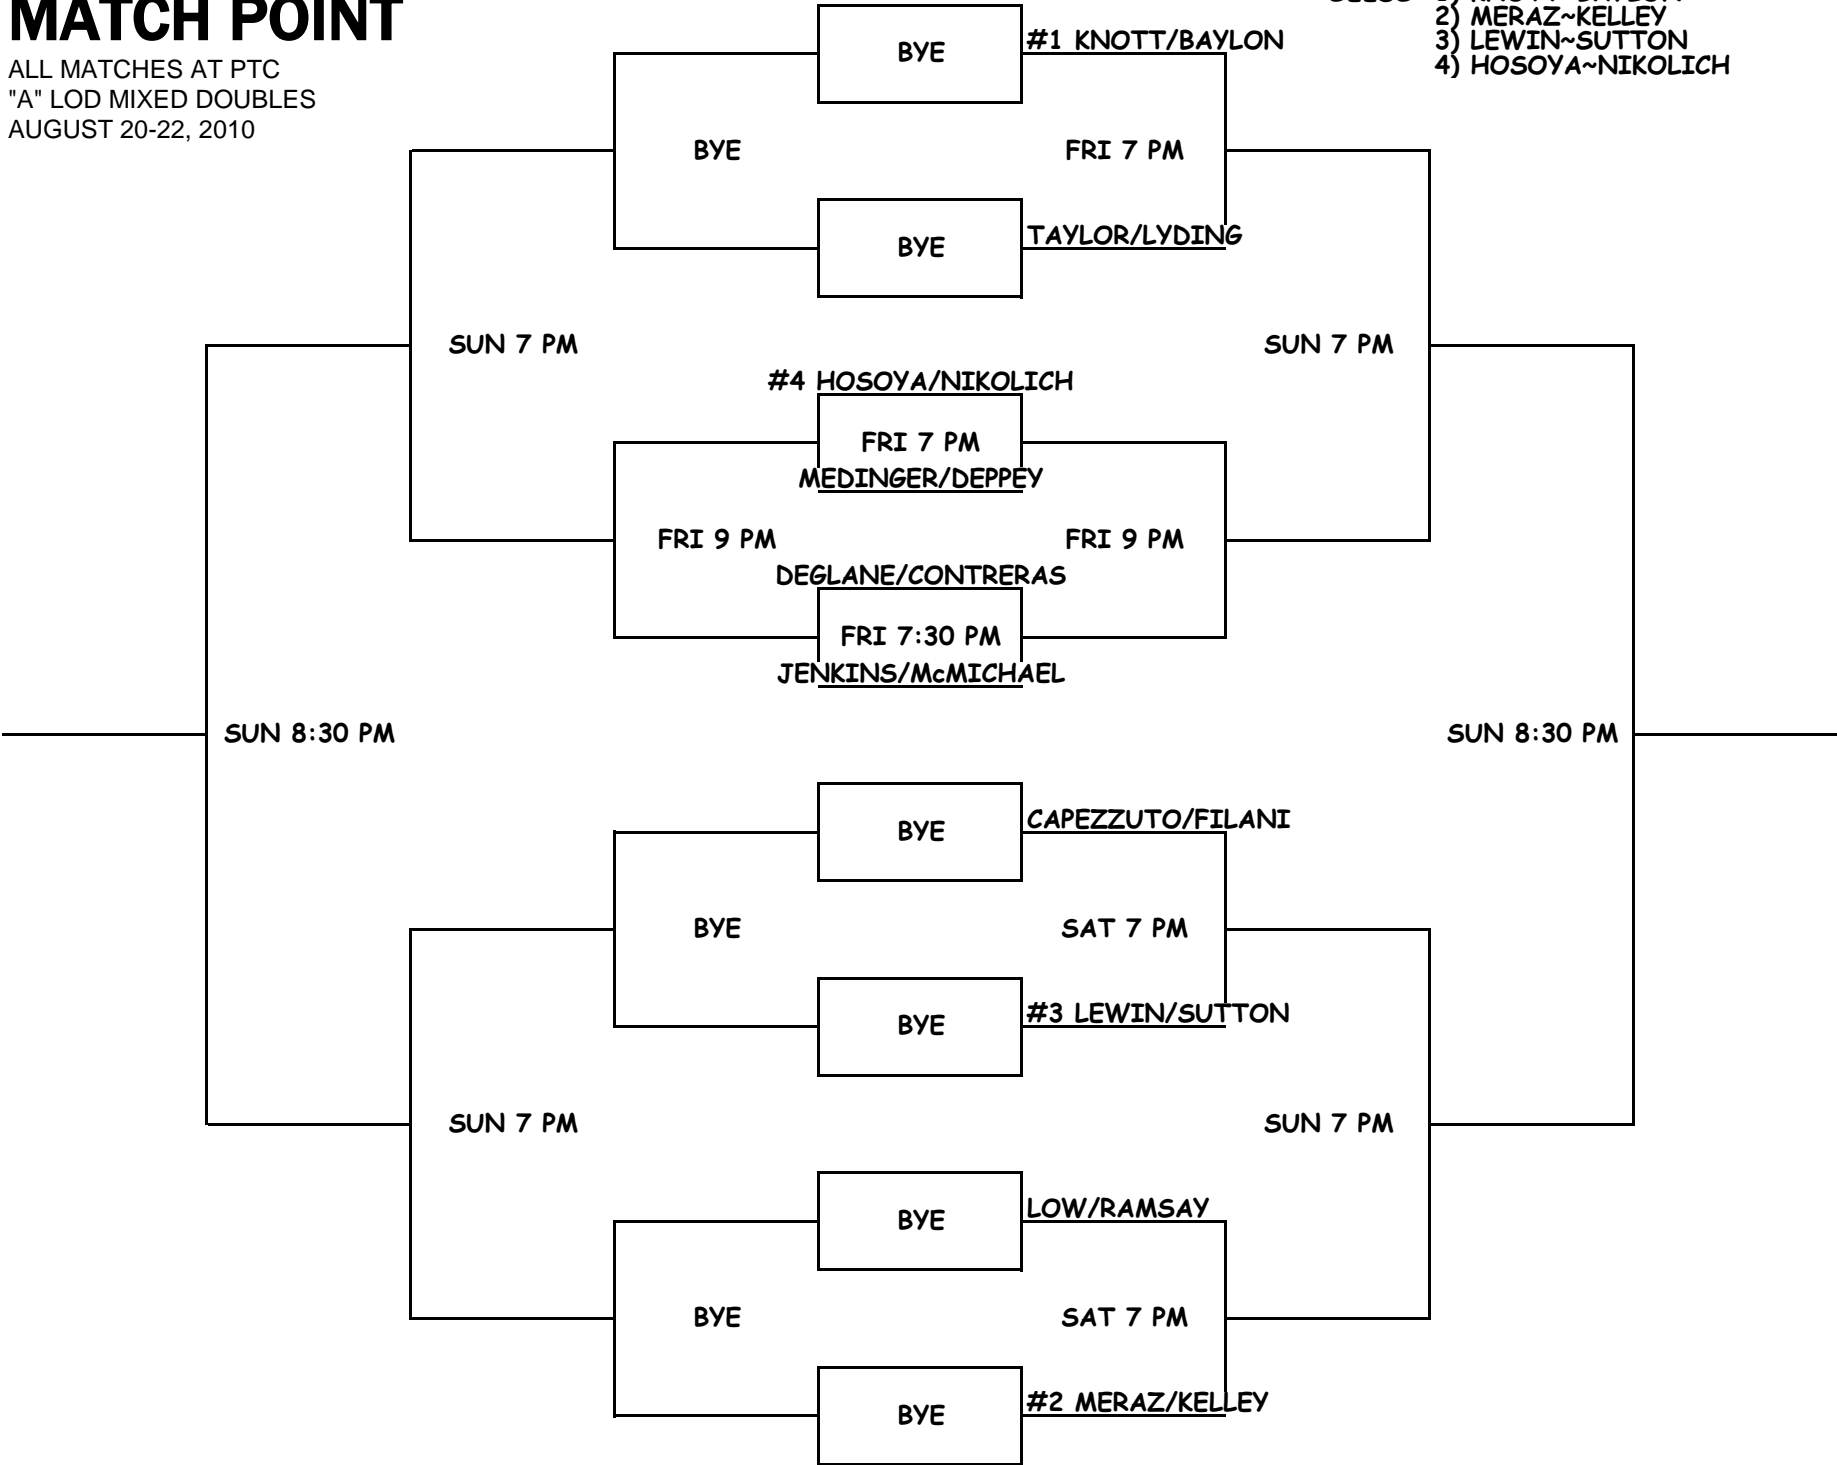 MATCH POINT
ALL MATCHES AT PTC
"A" LOD MIXED DOUBLES
AUGUST 20-22, 2010
2) MERAZ~KELLEY
3) LEWIN~SUTTON
4) HOSOYA~NIKOLICH
BYE
#1 KNOTT/BAYLON
BYE
FRI 7 PM
BYE
TAYLOR/LYDING
SUN 7 PM
SUN 7 PM
#4 HOSOYA/NIKOLICH
FRI 7 PM
MEDINGER/DEPPEY
FRI 9 PM
FRI 9 PM
DEGLANE/CONTRERAS
FRI 7:30 PM
JENKINS/McMICHAEL
SUN 8:30 PM
SUN 8:30 PM
BYE
CAPEZZUTO/FILANI
BYE
SAT 7 PM
BYE
#3 LEWIN/SUTTON
SUN 7 PM
SUN 7 PM
BYE
LOW/RAMSAY
BYE
SAT 7 PM
BYE
#2 MERAZ/KELLEY